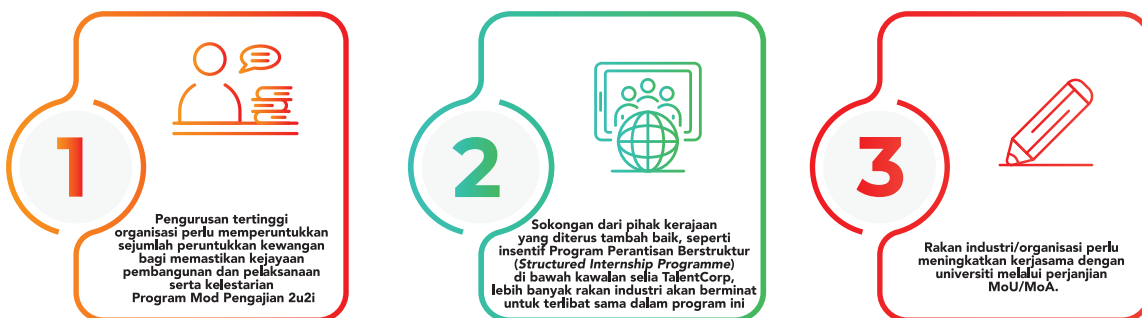 1
Pengurusan tertinggi
organisasi perlu memperuntukkan
sejumlah peruntukkan kewangan
bagi memastikan kejayaan
pembangunan dan pelaksanaan
serta kelestarian
Program Mod Pengajian 2u2i
2
Sokongan dari pihak kerajaan
yang diterus tambah baik, seperti
insentif Program Perantisan Berstruktur
(Structured Internship Programme)
di bawah kawalan selia TalentCorp,
lebih banyak rakan industri akan berminat
untuk terlibat sama dalam program ini
3
Rakan industri/organisasi perlu
meningkatkan kerjasama dengan
universiti melalui perjanjian
MoU/MoA.